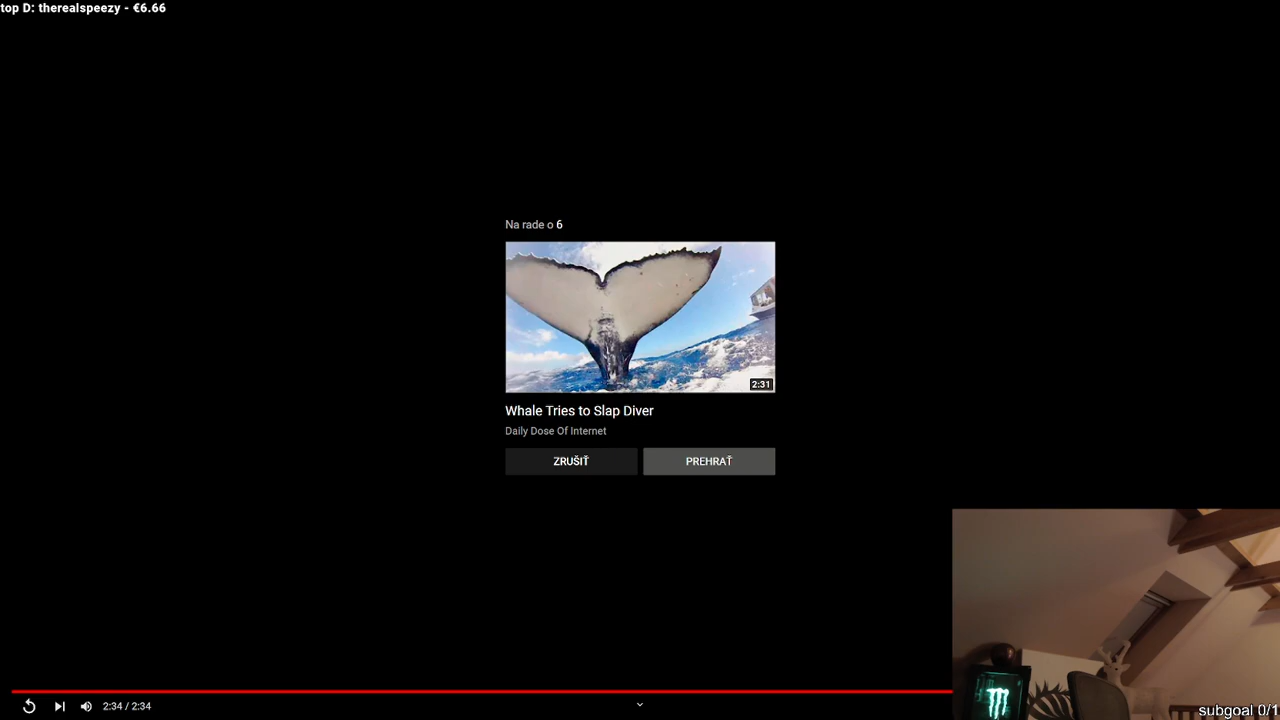 top D: therealspeezy - €6.66
Na rade o 6
2:31
Whale Tries to Slap Diver
Daily Dose Of Internet
ZRUŠIŤ
PREHRAŤ
2:34 / 2:34
subgoal 0/1